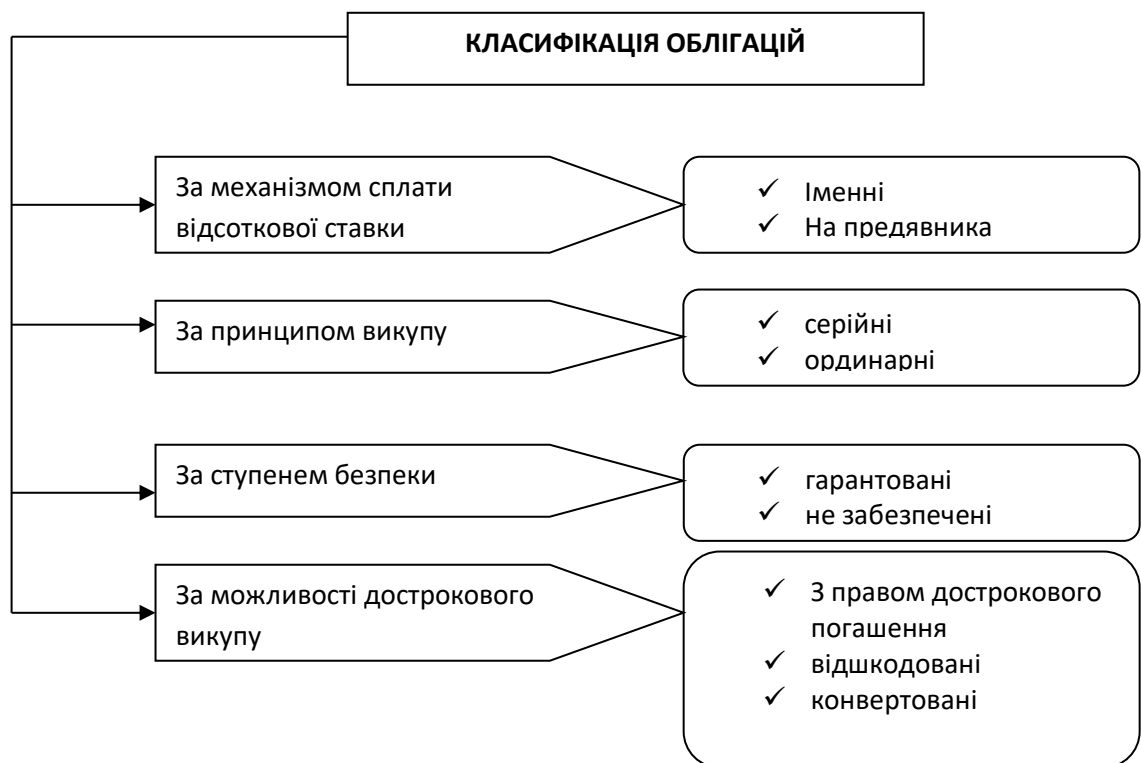 КЛАСИФІКАЦІЯ ОБЛІГАЦІЙ
За механізмом сплати
відсоткової ставки
✓ Іменні
✓ На предявника
За принципом викупу
✓ серійні
✓ ординарні
За ступенем безпеки
✓ гарантовані
✓ не забезпечені
За можливості дострокового
викупу
✓ З правом дострокового
погашення
✓ відшкодовані
✓ конвертовані